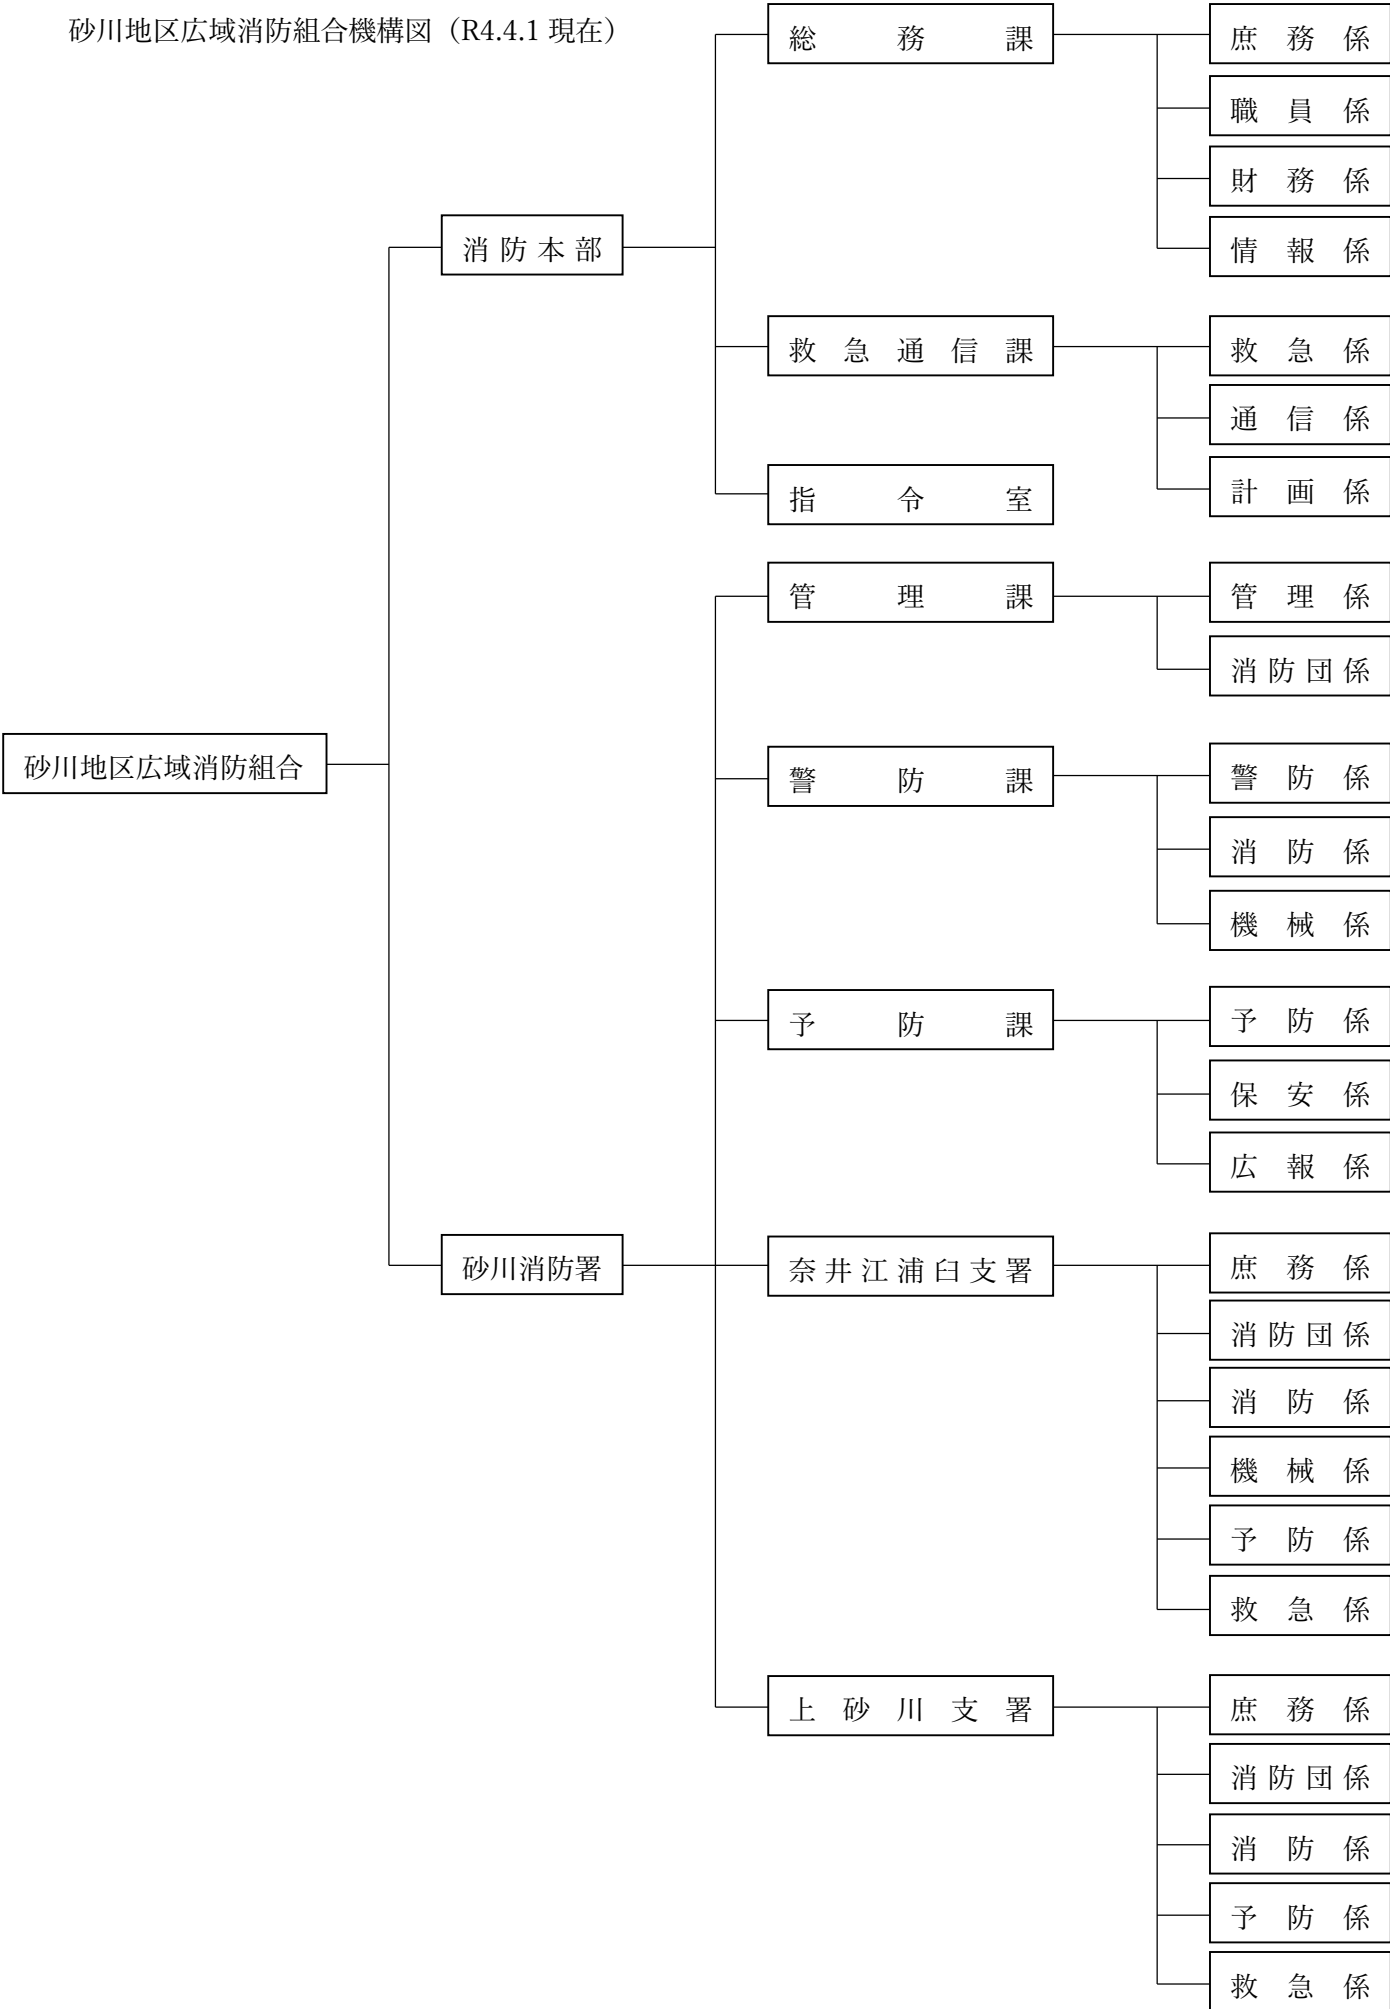 砂川地区広域消防組合機構図（R4.4.1 現在）
砂川地区広域消防組合
消防本部
総務課
庶務係
職員係
財務係
情報係
救急通信課
救急係
通信係
計画係
指令室
砂川消防署
管理課
管理係
消防団係
警防課
警防係
消防係
機械係
予防課
予防係
保安係
広報係
奈井江浦臼支署
庶務係
消防団係
消防係
機械係
予防係
救急係
上砂川支署
庶務係
消防団係
消防係
予防係
救急係